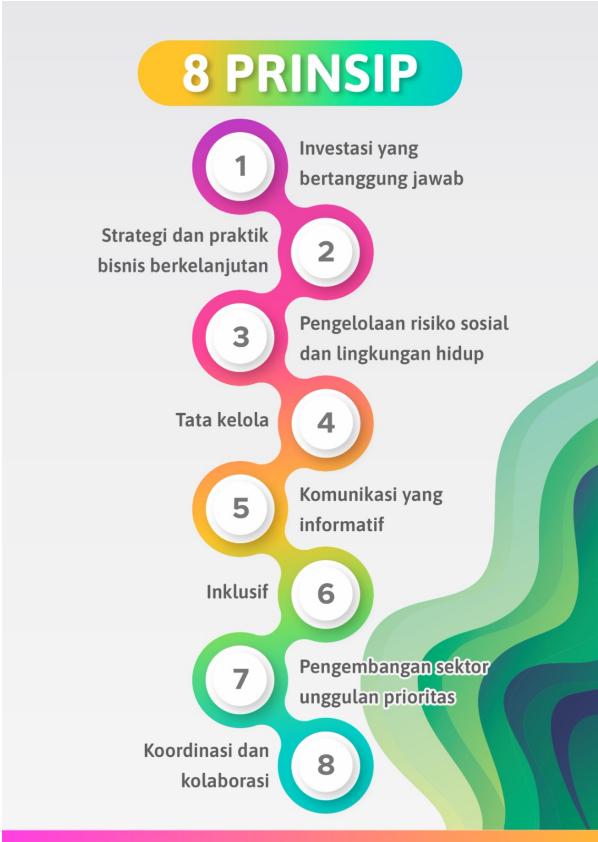 8 PRINSIP
1
Investasi yang
bertanggung jawab
2
Strategi dan praktik
bisnis berkelanjutan
3
Pengelolaan risiko sosial
dan lingkungan hidup
4
Tata kelola
5
Komunikasi yang
informatif
6
Inklusif
7
Pengembangan sektor
unggulan prioritas
8
Koordinasi dan
kolaborasi